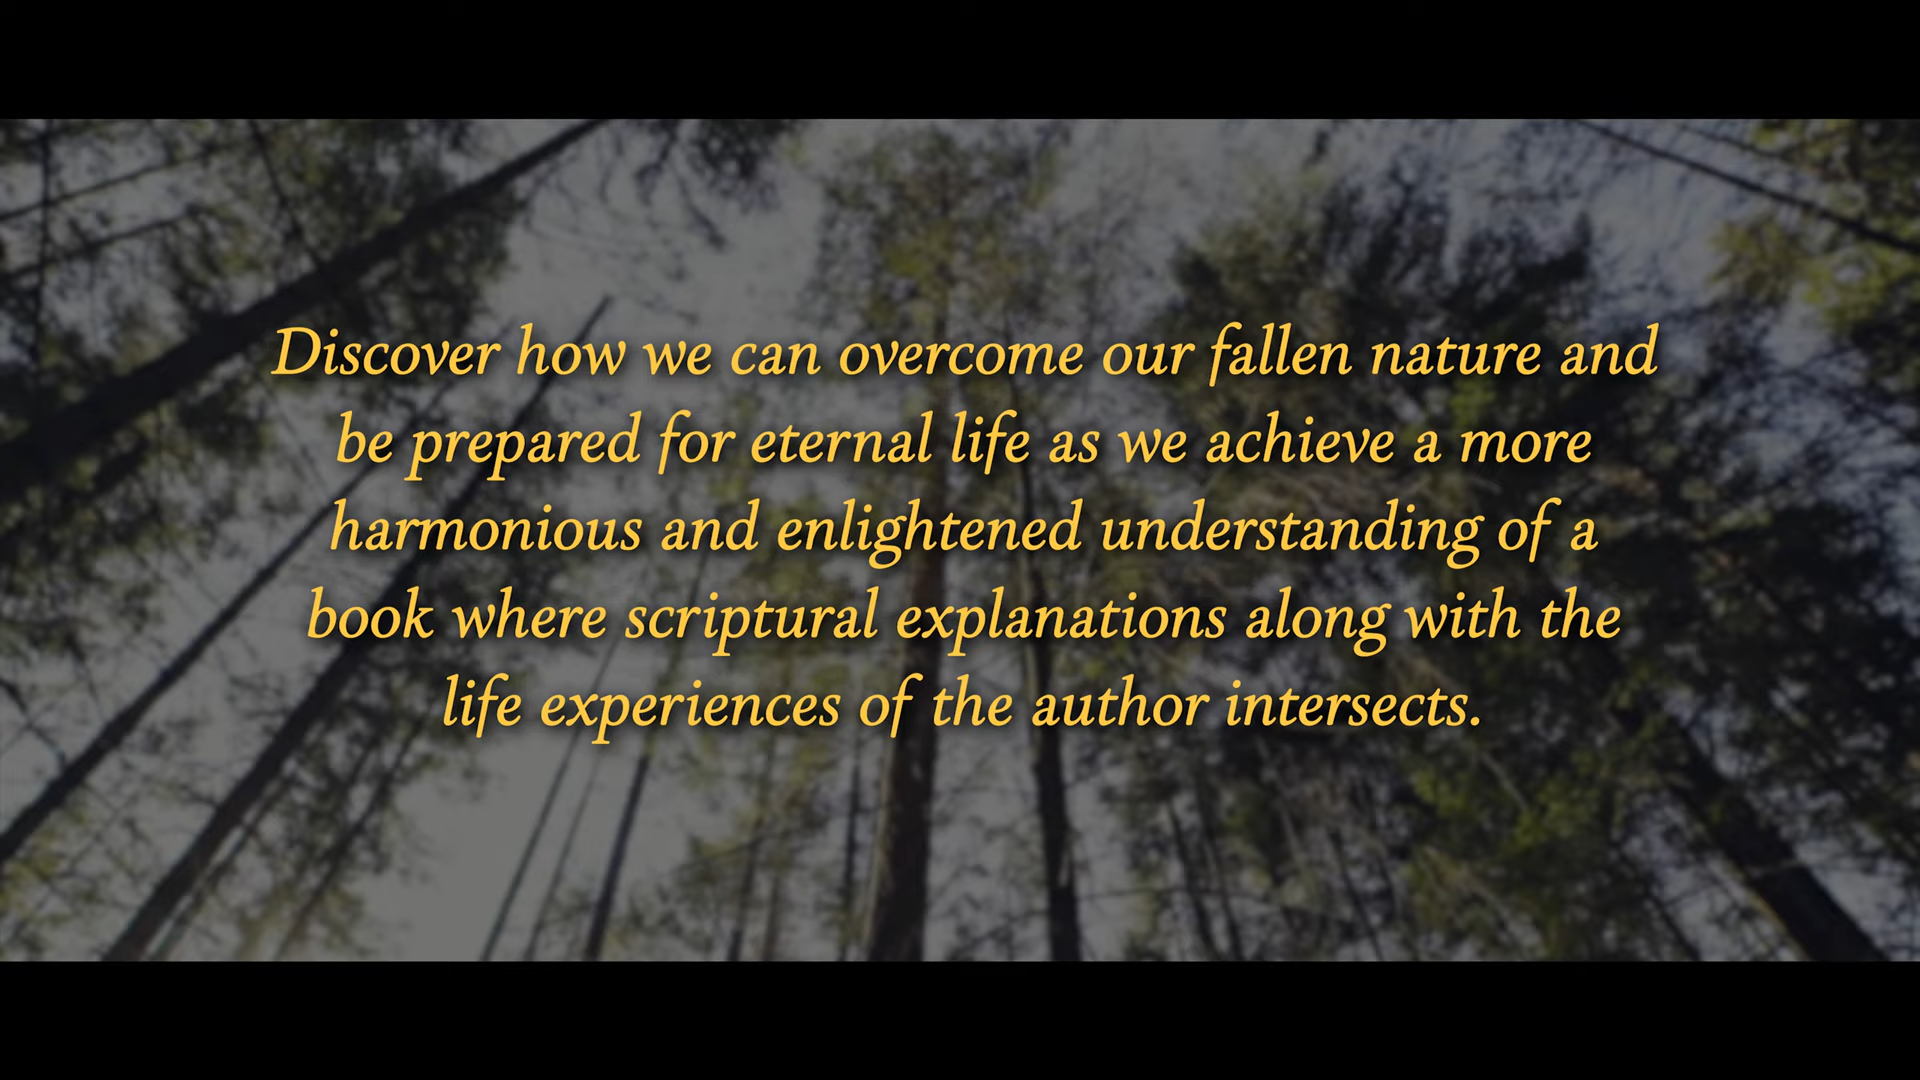 Discover how we can overcome our fallen nature and
be prepared for eternal life as we achieve a more
harmonious and enlightened understanding of a
book where scriptural explanations along with the
life experiences of the author intersects.